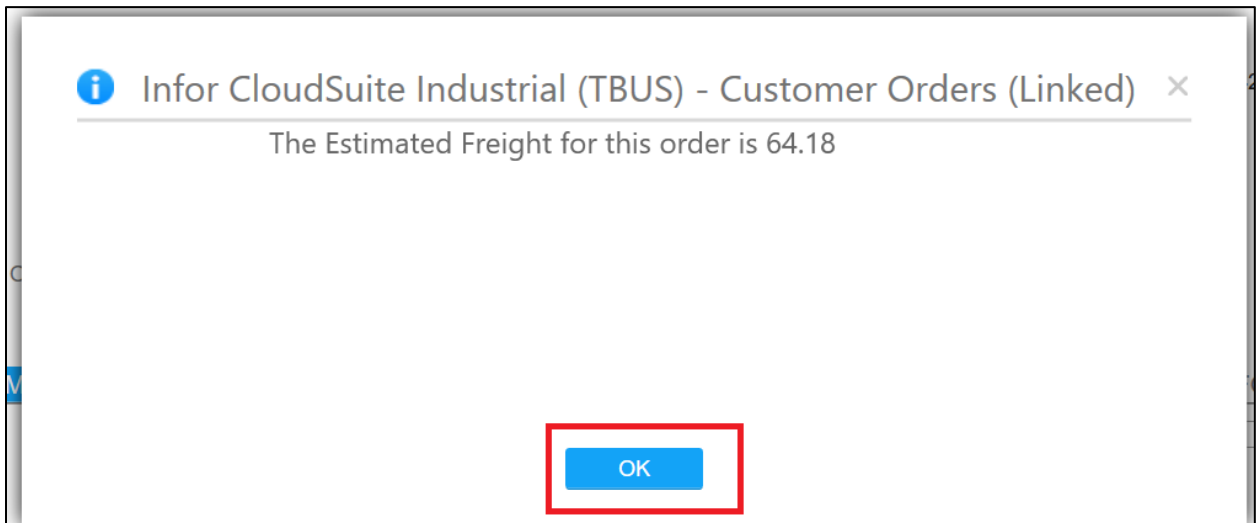 Infor CloudSuite Industrial (TBUS) - Customer Orders (Linked)
The Estimated Freight for this order is 64.18
OK